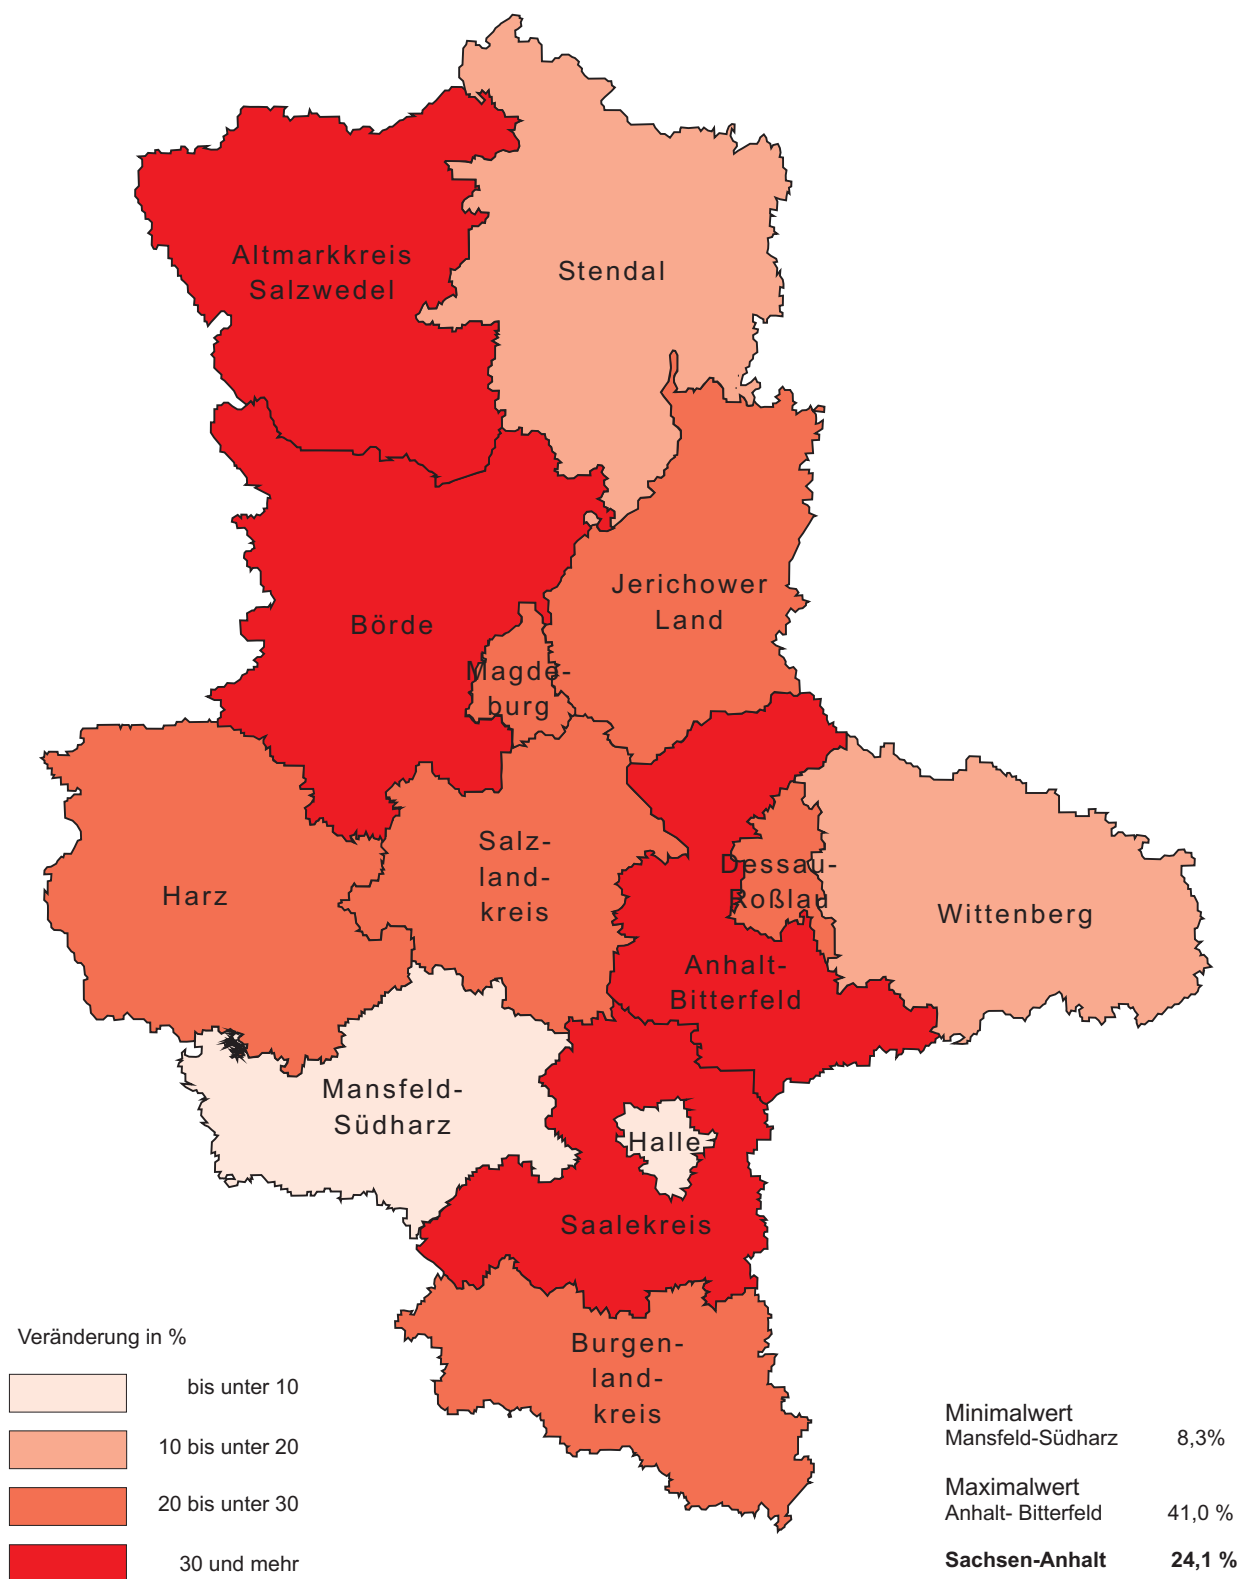 Altmarkkreis
Salzwedel
Stendal
Jerichower
Land
Börde
Magde-
burg
Salz-
land-
kreis
Harz
Dessau-
Roßlau
Wittenberg
Anhalt-
Bitterfeld
Mansfeld-
Südharz
Halle
Saalekreis
Burgen-
land-
kreis
Veränderung in %
bis unter 10
10 bis unter 20
20 bis unter 30
30 und mehr
Minimalwert
Mansfeld-Südharz 8,3%
Maximalwert
Anhalt- Bitterfeld 41,0 %
Sachsen-Anhalt 24,1 %